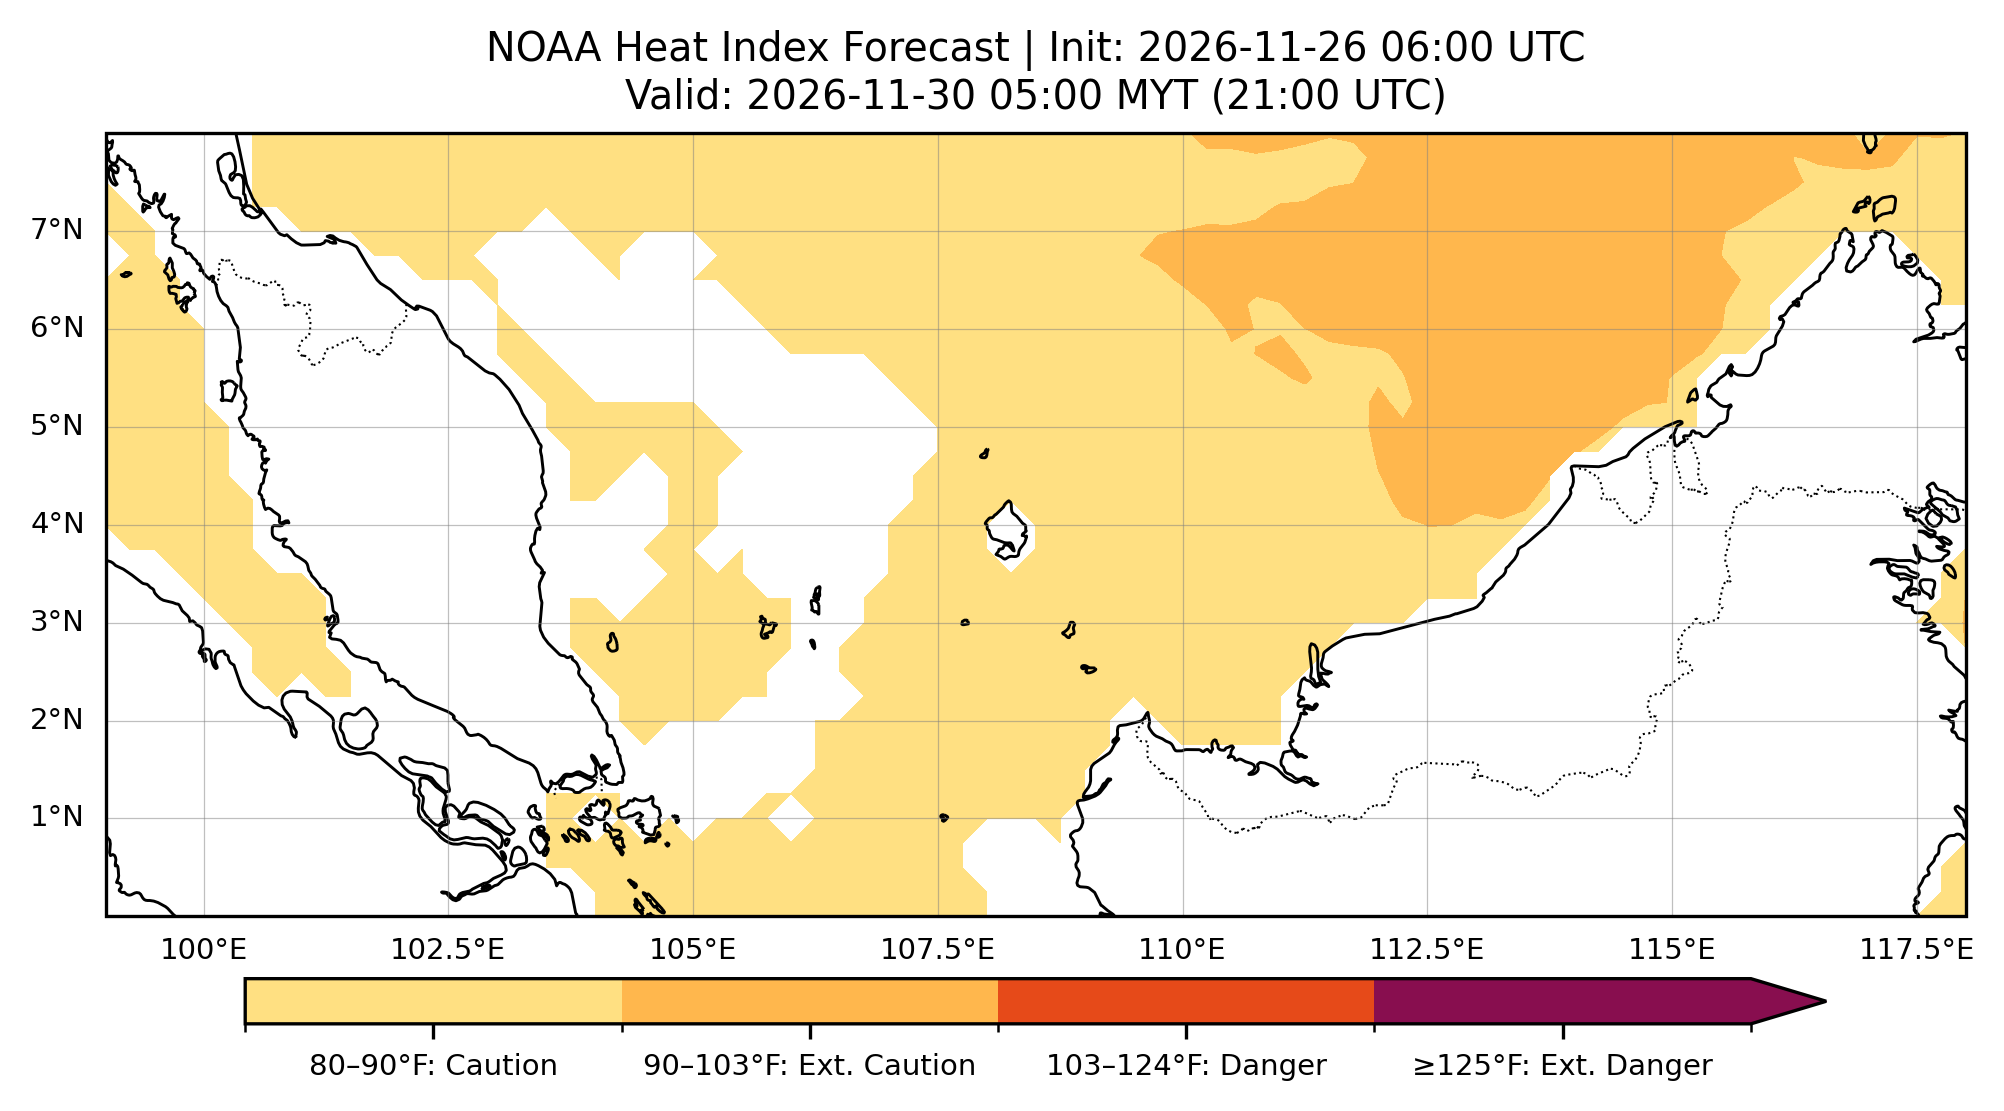 NOAA Heat Index Forecast | Init: 2026-11-26 06:00 UTC
Valid: 2026-11-30 05:00 MYT (21:00 UTC)
7°N
6°N
5°N
4°N
3°N
2°N
1°N
100°E
102.5°E
105°E
107.5°E
110°E
112.5°E
115°E
117.5°E
80–90°F: Caution
90–103°F: Ext. Caution
103–124°F: Danger
≥125°F: Ext. Danger